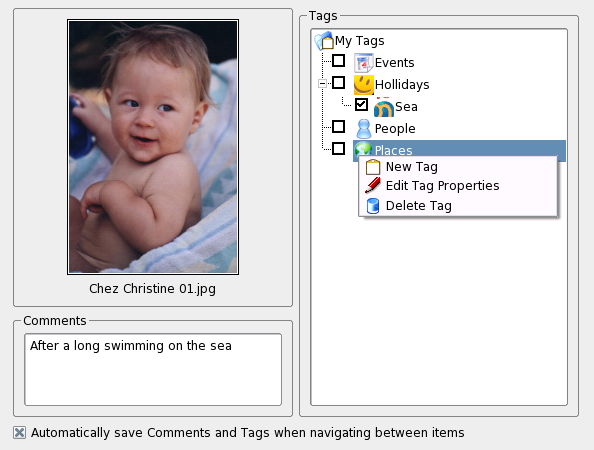 Chez Christine 01.jpg
Comments
After a long swimming on the sea
Tags
My Tags
Events
Hollidays
Sea
People
Places
New Tag
Edit Tag Properties
Delete Tag
Automatically save Comments and Tags when navigating between items